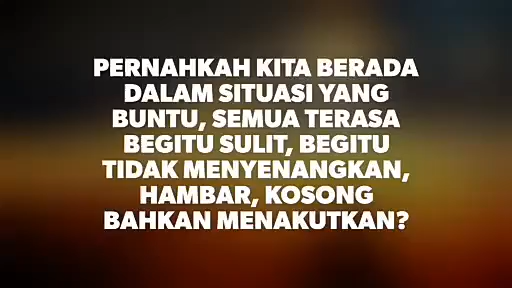 PERNAHKAH KITA BERADA
DALAM SITUASI YANG
BUNTU, SEMUA TERASA
BEGITU SULIT, BEGITU
TIDAK MENYENANGKAN,
HAMBAR, KOSONG
BAHKAN MENAKUTKAN?